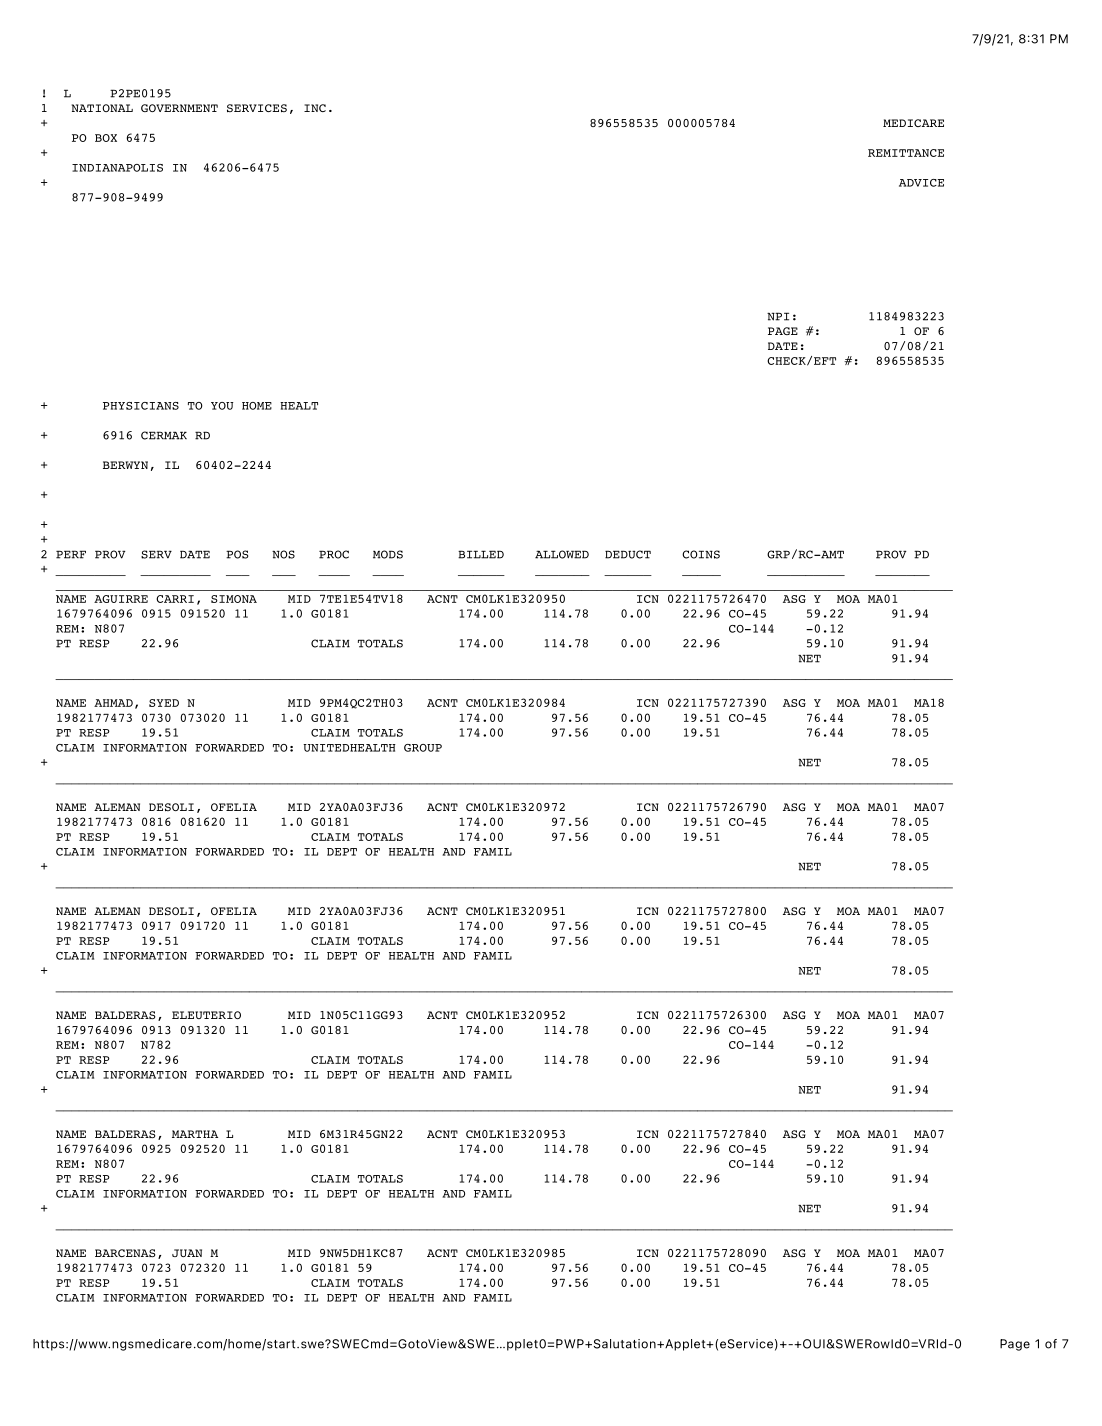 7/9/21, 8:31 PM
! L P2PE0195
1 NATIONAL GOVERNMENT SERVICES, INC.
+ 896558535 000005784 MEDICARE
PO BOX 6475
+ REMITTANCE
INDIANAPOLIS IN 46206-6475
+ ADVICE
877-908-9499
NPI: 1184983223
PAGE #: 1 OF 6
DATE: 07/08/21
CHECK/EFT #: 896558535
+ PHYSICIANS TO YOU HOME HEALT
+ 6916 CERMAK RD
+ BERWYN, IL 60402-2244
+
+
+
2 PERF PROV SERV DATE POS NOS PROC MODS BILLED ALLOWED DEDUCT COINS GRP/RC-AMT PROV PD
+ _________ _________ ___ ___ ____ ____ ______ _______ ______ _____ __________ _______
NAME AGUIRRE CARRI, SIMONA MID 7TE1E54TV18 ACNT CM0LK1E320950 ICN 0221175726470 ASG Y MOA MA01
1679764096 0915 091520 11 1.0 G0181 174.00 114.78 0.00 22.96 CO-45 59.22 91.94
REM: N807 CO-144 -0.12
PT RESP 22.96 CLAIM TOTALS 174.00 114.78 0.00 22.96 59.10 91.94
NET 91.94
NAME AHMAD, SYED N MID 9PM4QC2TH03 ACNT CM0LK1E320984 ICN 0221175727390 ASG Y MOA MA01 MA18
1982177473 0730 073020 11 1.0 G0181 174.00 97.56 0.00 19.51 CO-45 76.44 78.05
PT RESP 19.51 CLAIM TOTALS 174.00 97.56 0.00 19.51 76.44 78.05
CLAIM INFORMATION FORWARDED TO: UNITEDHEALTH GROUP
+ NET 78.05
NAME ALEMAN DESOLI, OFELIA MID 2YA0A03FJ36 ACNT CM0LK1E320972 ICN 0221175726790 ASG Y MOA MA01 MA07
1982177473 0816 081620 11 1.0 G0181 174.00 97.56 0.00 19.51 CO-45 76.44 78.05
PT RESP 19.51 CLAIM TOTALS 174.00 97.56 0.00 19.51 76.44 78.05
CLAIM INFORMATION FORWARDED TO: IL DEPT OF HEALTH AND FAMIL
+ NET 78.05
NAME ALEMAN DESOLI, OFELIA MID 2YA0A03FJ36 ACNT CM0LK1E320951 ICN 0221175727800 ASG Y MOA MA01 MA07
1982177473 0917 091720 11 1.0 G0181 174.00 97.56 0.00 19.51 CO-45 76.44 78.05
PT RESP 19.51 CLAIM TOTALS 174.00 97.56 0.00 19.51 76.44 78.05
CLAIM INFORMATION FORWARDED TO: IL DEPT OF HEALTH AND FAMIL
+ NET 78.05
NAME BALDERAS, ELEUTERIO MID 1N05C11GG93 ACNT CM0LK1E320952 ICN 0221175726300 ASG Y MOA MA01 MA07
1679764096 0913 091320 11 1.0 G0181 174.00 114.78 0.00 22.96 CO-45 59.22 91.94
REM: N807 N782 CO-144 -0.12
PT RESP 22.96 CLAIM TOTALS 174.00 114.78 0.00 22.96 59.10 91.94
CLAIM INFORMATION FORWARDED TO: IL DEPT OF HEALTH AND FAMIL
+ NET 91.94
NAME BALDERAS, MARTHA L MID 6M31R45GN22 ACNT CM0LK1E320953 ICN 0221175727840 ASG Y MOA MA01 MA07
1679764096 0925 092520 11 1.0 G0181 174.00 114.78 0.00 22.96 CO-45 59.22 91.94
REM: N807 CO-144 -0.12
PT RESP 22.96 CLAIM TOTALS 174.00 114.78 0.00 22.96 59.10 91.94
CLAIM INFORMATION FORWARDED TO: IL DEPT OF HEALTH AND FAMIL
+ NET 91.94
NAME BARCENAS, JUAN M MID 9NW5DH1KC87 ACNT CM0LK1E320985 ICN 0221175728090 ASG Y MOA MA01 MA07
1982177473 0723 072320 11 1.0 G0181 59 174.00 97.56 0.00 19.51 CO-45 76.44 78.05
PT RESP 19.51 CLAIM TOTALS 174.00 97.56 0.00 19.51 76.44 78.05
CLAIM INFORMATION FORWARDED TO: IL DEPT OF HEALTH AND FAMIL
https://www.ngsmedicare.com/home/start.swe?SWECmd=GotoView&SWE…pplet0=PWP+Salutation+Applet+(eService)+-+OUI&SWERowId0=VRId-0 Page 1 of 7